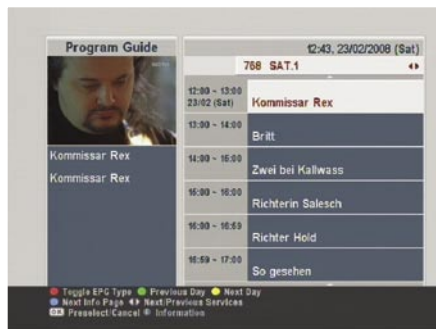 Program Guide
12:43, 23/02/2008 (Sat)
768 SAT.1
12:00 ~ 13:00
23/02 (Sat)
Kommissar Rex
13:00 ~ 14:00
Britt
14:00 ~ 15:00
Zwei bei Kallwass
15:00 ~ 16:00
Richterin Salesch
16:00 ~ 16:59
Richter Hold
16:59 ~ 17:00
So gesehen
Kommissar Rex
Kommissar Rex
Toggle EPG Type Previous Day Next Day
Next Info Page Next/Previous Services
OK Preselect/Cancel Information